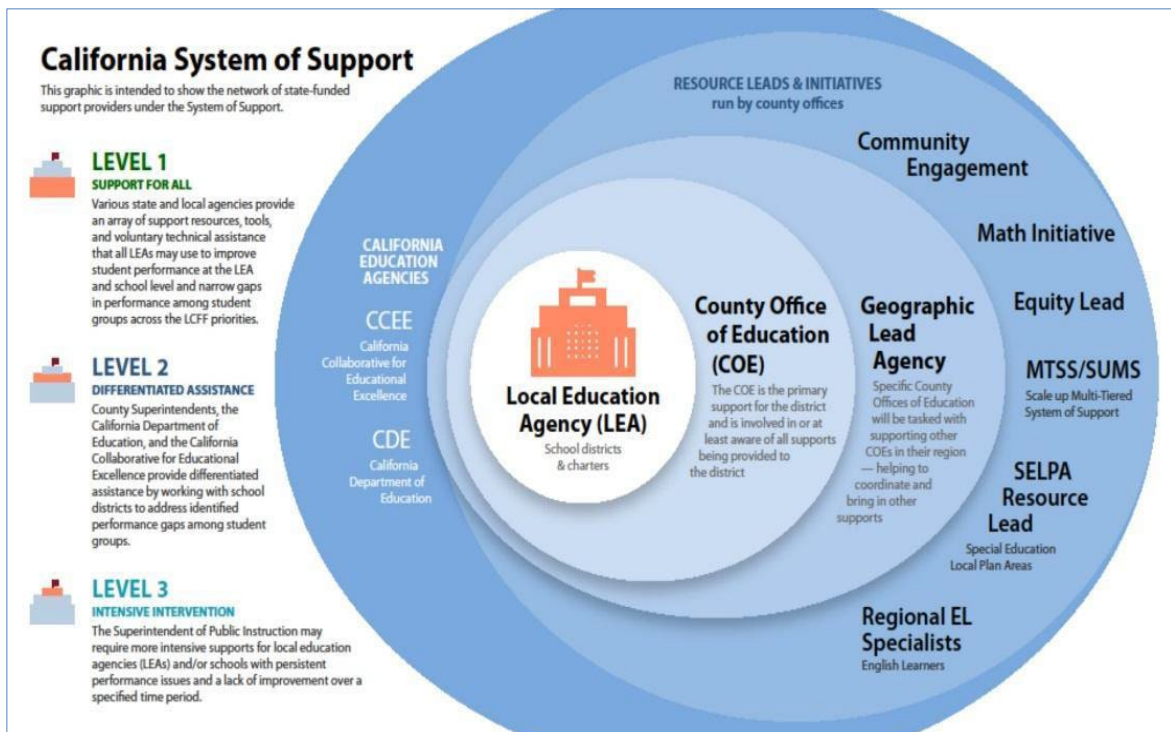 California System of Support
This graphic is intended to show the network of state-funded
support providers under the System of Support.
LEVEL 1
SUPPORT FOR ALL
Various state and local agencies provide
an array of support resources, tools,
and voluntary technical assistance
that all LEAs may use to improve
student performance at the LEA
and school level and narrow gaps
in performance among student
groups across the LCFF priorities.
LEVEL 2
DIFFERENTIATED ASSISTANCE
County Superintendents, the
California Department of
Education, and the California
Collaborative for Educational
Excellence provide differentiated
assistance by working with school
districts to address identified
performance gaps among student
groups.
LEVEL 3
INTENSIVE INTERVENTION
The Superintendent of Public Instruction may
require more intensive supports for local education
agencies (LEAs) and/or schools with persistent
performance issues and a lack of improvement over a
specified time period.
CALIFORNIA
EDUCATION
AGENCIES
CCEE
California
Collaborative for
Educational
Excellence
CDE
California
Department of
Education
Local Education
Agency (LEA)
School districts
& charters
County Office
of Education
(COE)
The COE is the primary
support for the district
and is involved in or at
least aware of all supports
being provided to
the district
Geographic
Lead
Agency
Specific County
Offices of Education
will be tasked with
supporting other
COEs in their region
— helping to
coordinate and
bring in other
supports
RESOURCE LEADS & INITIATIVES
run by county offices
Community
Engagement
Math Initiative
Equity Lead
MTSS/SUMS
Scale up Multi-Tiered
System of Support
SELPA
Resource
Lead
Special Education
Local Plan Areas
Regional EL
Specialists
English Learners